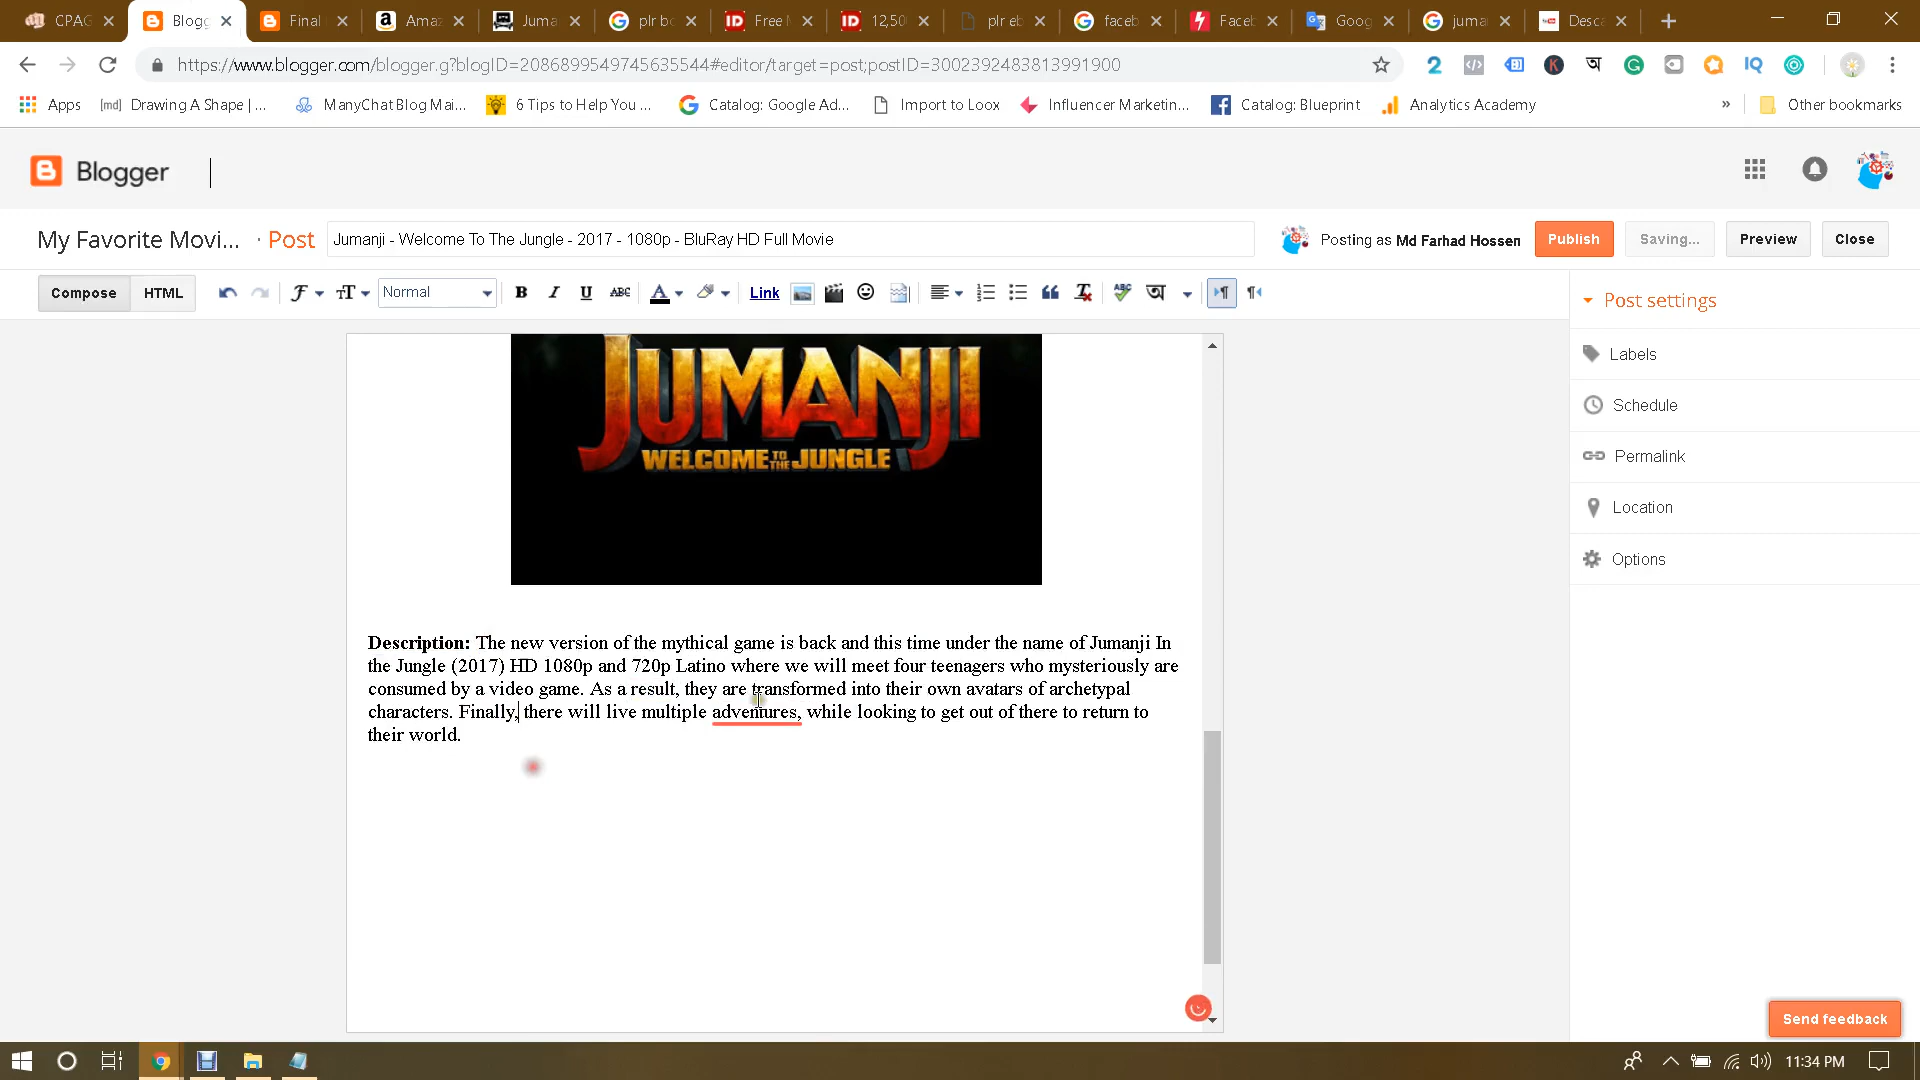 CPAG
Blogg
Final
Amaz
Juma
plr bo
Free M
12,50
plr eb
faceb
Faceb
Goog
juma
Desca
https://www.blogger.com/blogger.g?blogID=2086899549745635544#editor/target=post;postID=3002392483813991900
Apps
Drawing A Shape | ...
ManyChat Blog Mai...
6 Tips to Help You ...
Catalog: Google Ad...
Import to Loox
Influencer Marketin...
Catalog: Blueprint
Analytics Academy
»
Other bookmarks
Blogger
My Favorite Movi... · Post
Jumanji - Welcome To The Jungle - 2017 - 1080p - BluRay HD Full Movie
Posting as Md Farhad Hossen
Publish
Saving...
Preview
Close
Compose
HTML
Normal
Link
Post settings
Labels
Schedule
Permalink
Location
Options
JUMANJI
WELCOME TO THE JUNGLE
Description: The new version of the mythical game is back and this time under the name of Jumanji In
the Jungle (2017) HD 1080p and 720p Latino where we will meet four teenagers who mysteriously are
consumed by a video game. As a result, they are transformed into their own avatars of archetypal
characters. Finally, there will live multiple adventures, while looking to get out of there to return to
their world.
Send feedback
11:34 PM